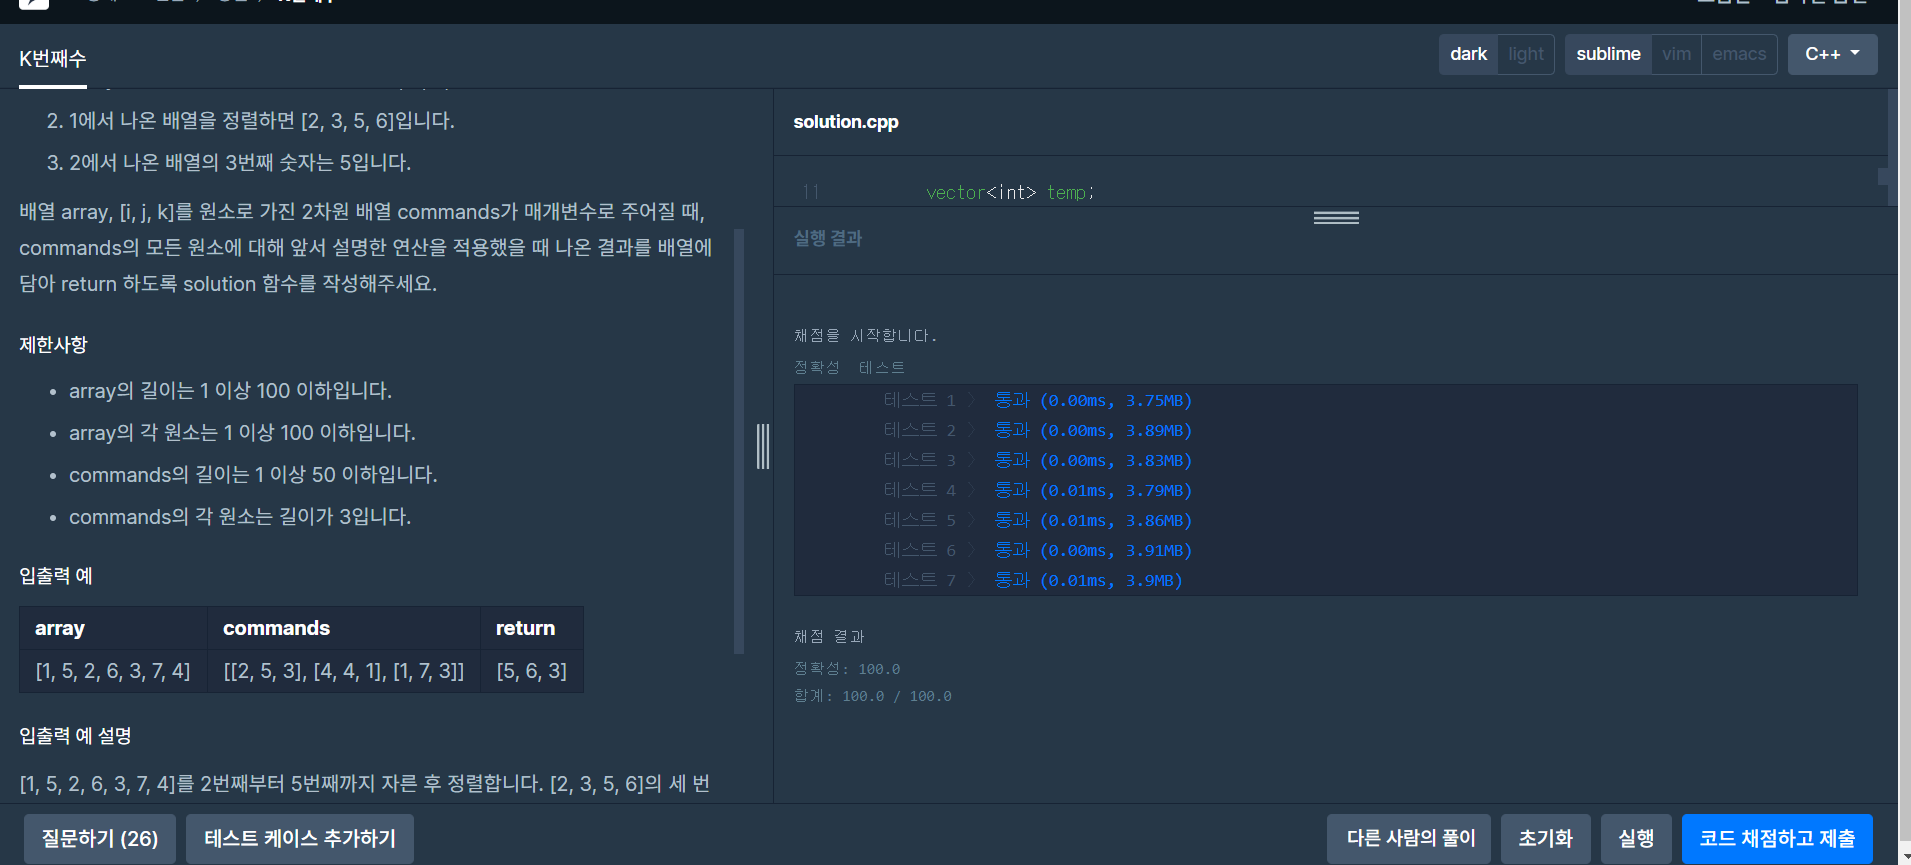 K번째수
dark light sublime vim emacs C++
2. 1에서 나온 배열을 정렬하면 [2, 3, 5, 6]입니다.
3. 2에서 나온 배열의 3번째 숫자는 5입니다.
배열 array, [i, j, k]를 원소로 가진 2차원 배열 commands가 매개변수로 주어질 때,
commands의 모든 원소에 대해 앞서 설명한 연산을 적용했을 때 나온 결과를 배열에
담아 return 하도록 solution 함수를 작성해주세요.
제한사항
• array의 길이는 1 이상 100 이하입니다.
• array의 각 원소는 1 이상 100 이하입니다.
• commands의 길이는 1 이상 50 이하입니다.
• commands의 각 원소는 길이가 3입니다.
입출력 예
array commands return
[1, 5, 2, 6, 3, 7, 4] [[2, 5, 3], [4, 4, 1], [1, 7, 3]] [5, 6, 3]
입출력 예 설명
[1, 5, 2, 6, 3, 7, 4]를 2번째부터 5번째까지 자른 후 정렬합니다. [2, 3, 5, 6]의 세 번
solution.cpp
11 vector<int> temp;
실행 결과
채점을 시작합니다.
정확성 테스트
테스트 1 〉 통과 (0.00ms, 3.75MB)
테스트 2 〉 통과 (0.00ms, 3.89MB)
테스트 3 〉 통과 (0.00ms, 3.83MB)
테스트 4 〉 통과 (0.01ms, 3.79MB)
테스트 5 〉 통과 (0.01ms, 3.86MB)
테스트 6 〉 통과 (0.00ms, 3.91MB)
테스트 7 〉 통과 (0.01ms, 3.9MB)
채점 결과
정확성: 100.0
합계: 100.0 / 100.0
질문하기 (26) 테스트 케이스 추가하기 다른 사람의 풀이 초기화 실행 코드 채점하고 제출